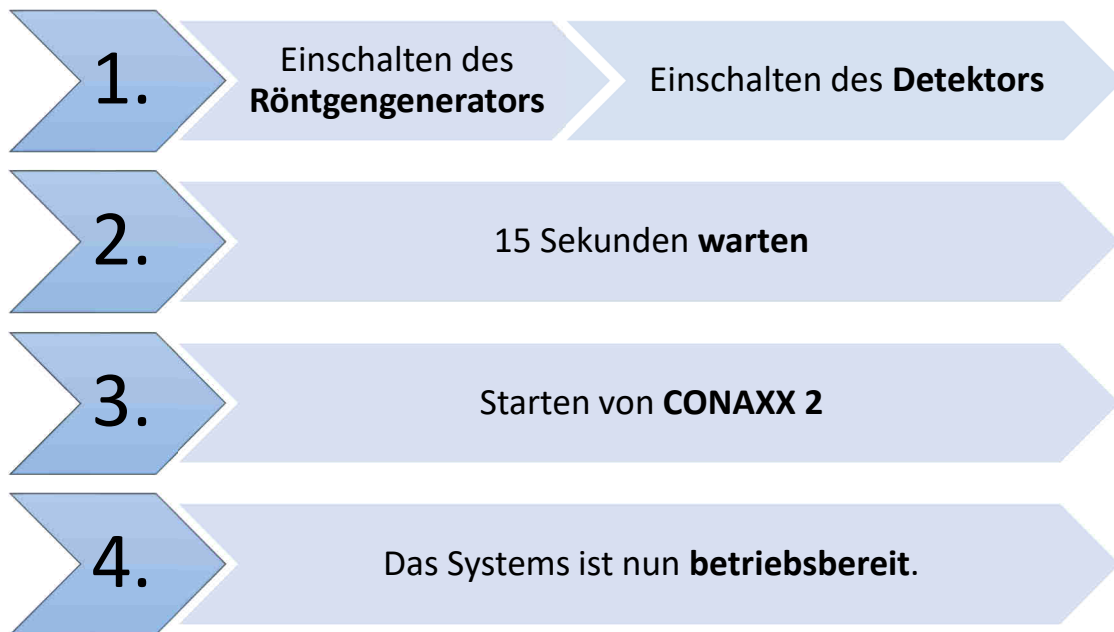 1.
Einschalten des
Röntgengenerators
Einschalten des Detektors
2.
15 Sekunden warten
3.
Starten von CONAXX 2
4.
Das Systems ist nun betriebsbereit.